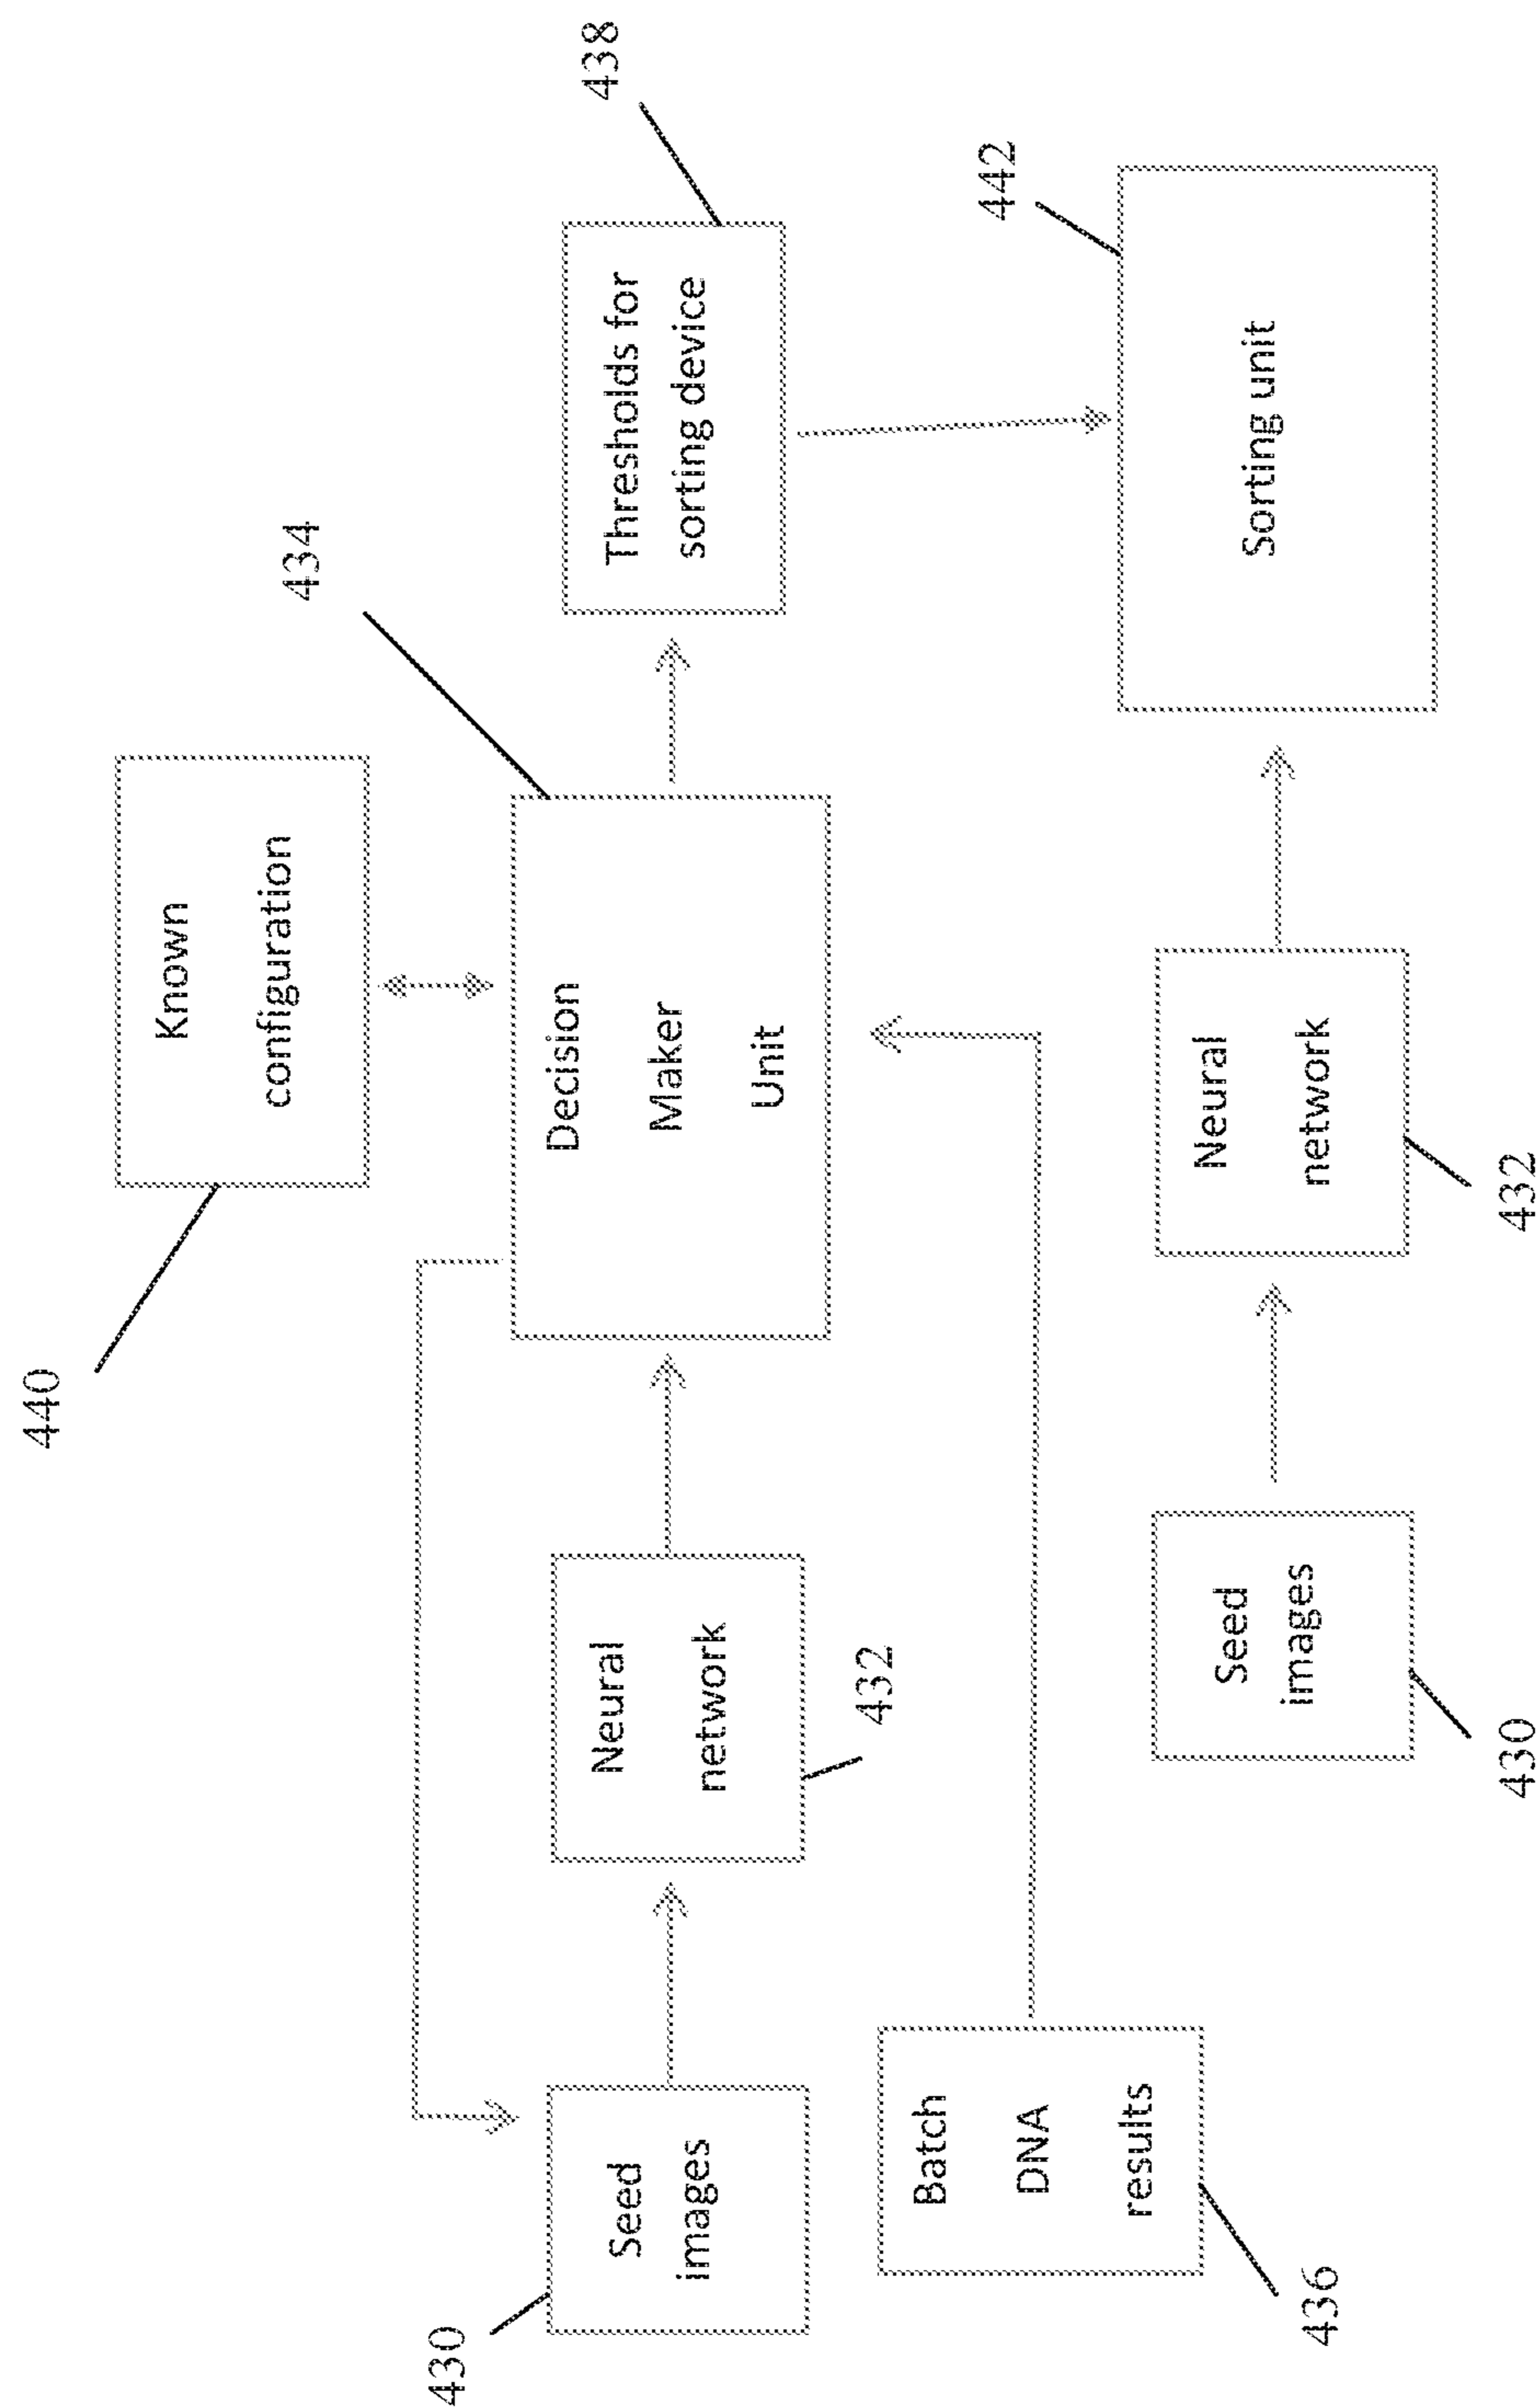 440
Known
configuration
434
438
Decision
Maker
Unit
Thresholds for
sorting device
430
Seed
images
Neural
network
432
436
Batch
DNA
results
442
Sorting unit
Seed
images
430
Neural
network
432